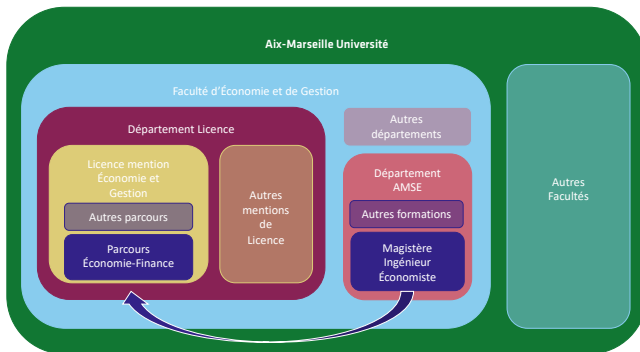 Aix-Marseille Université
Faculté d'Économie et de Gestion
Département Licence
Licence mention
Économie et
Gestion
Autres parcours
Parcours
Économie-Finance
Autres
mentions
de
Licence
Autres
départements
Département
AMSE
Autres formations
Magistère
Ingénieur
Économiste
Autres
Facultés